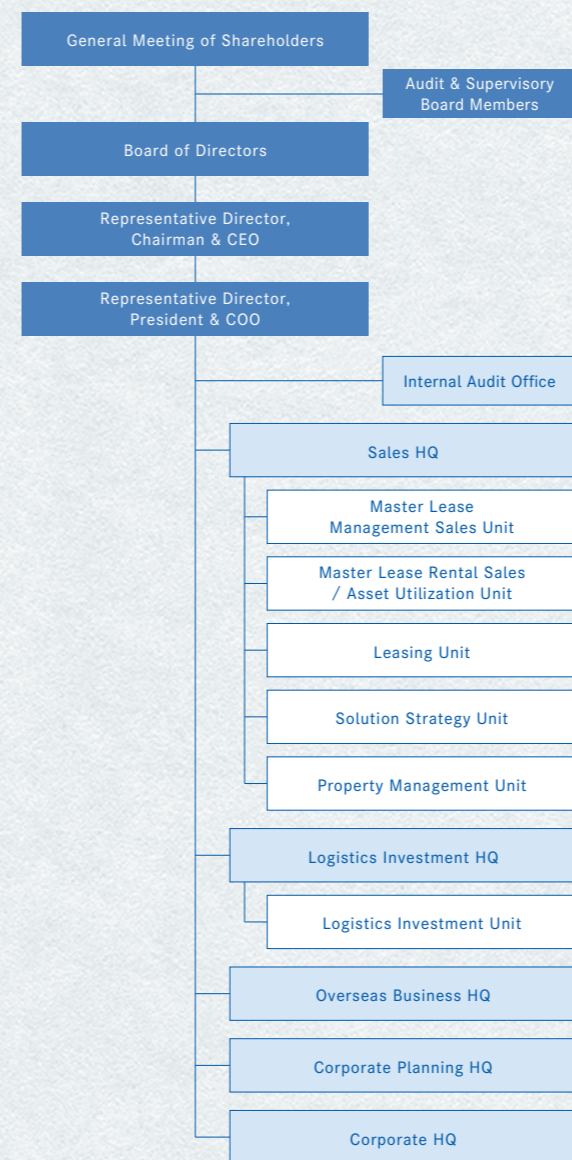 General Meeting of Shareholders
Audit & Supervisory
Board Members
Board of Directors
Representative Director,
Chairman & CEO
Representative Director,
President & COO
Internal Audit Office
Sales HQ
Master Lease
Management Sales Unit
Master Lease Rental Sales
/ Asset Utilization Unit
Leasing Unit
Solution Strategy Unit
Property Management Unit
Logistics Investment HQ
Logistics Investment Unit
Overseas Business HQ
Corporate Planning HQ
Corporate HQ